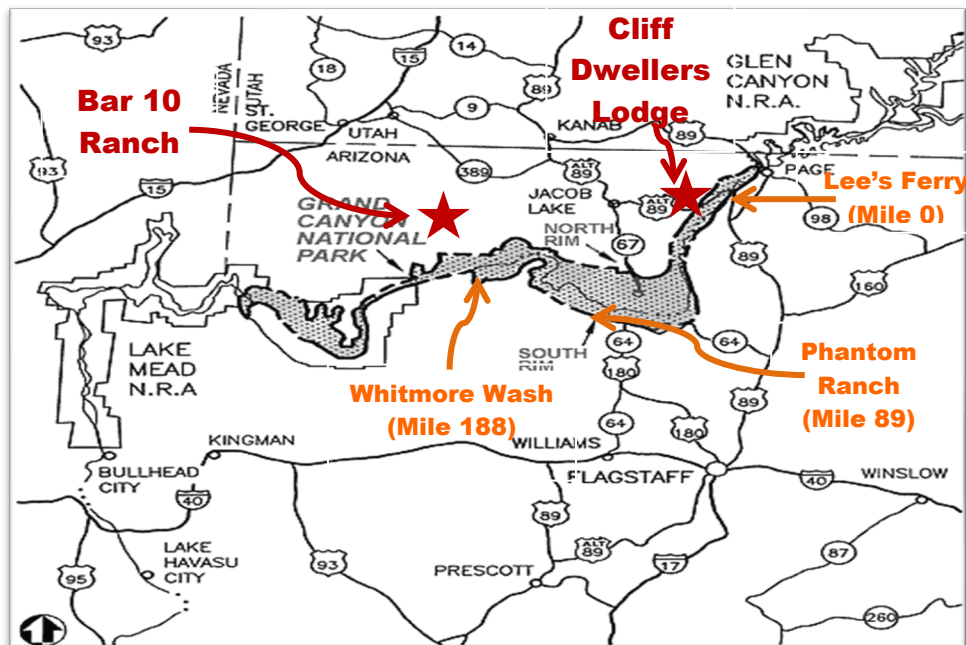 Cliff
Dwellers
Lodge
Bar 10
Ranch
93
14
15
18
89
GLEN
CANYON
N.R.A.
NEVADA
UTAH
ST.
GEORGE
9
KANAB
89
UTAH
ARIZONA
93
15
389
ALT
89
PAGE
JACOB
LAKE
ALT
89
Lee's Ferry
(Mile 0)
98
GRAND
CANYON
NATIONAL
PARK
NORTH
RIM
67
89
160
LAKE
MEAD
N.R.A
SOUTH
RIM
64
64
180
Phantom
Ranch
(Mile 89)
Whitmore Wash
(Mile 188)
89
64
180
KINGMAN
WILLIAMS
FLAGSTAFF
BULLHEAD
CITY
40
40
WINSLOW
89
LAKE
HAVASU
CITY
95
93
ALT
89
17
87
PRESCOTT
260